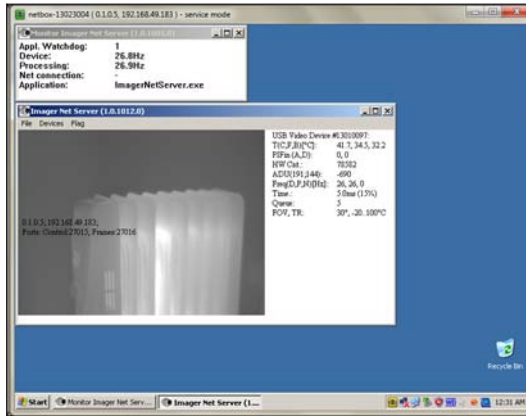 netbox-13023004 ( 0.1.0.5, 192.168.49.183 ) - service mode
Monitor Imager Net Server (1.0.1003.0)
Appl. Watchdog: 1
Device: 26.8Hz
Processing: 26.9Hz
Net connection: -
Application: ImagerNetServer.exe
Imager Net Server (1.0.1012.0)
File Devices Flag
USB Video Device #13010097:
T(C,F,B)[°C]: 41.7, 34.5, 32.2
PIFin (A,D): 0, 0
HW Cnt.: 78582
ADU(191,144): -690
Freq(D,P,N)[Hz]: 26, 26, 0
Time.: 5.0ms (15%)
Queue: 5
FOV, TR: 30°, -20..100°C
0.1.0.5, 192.168.49.183,
Ports: Control:27015, Frames:27016
Recycle Bin
Start Monitor Imager Net Serv... Imager Net Server (1.... 12:31 AM